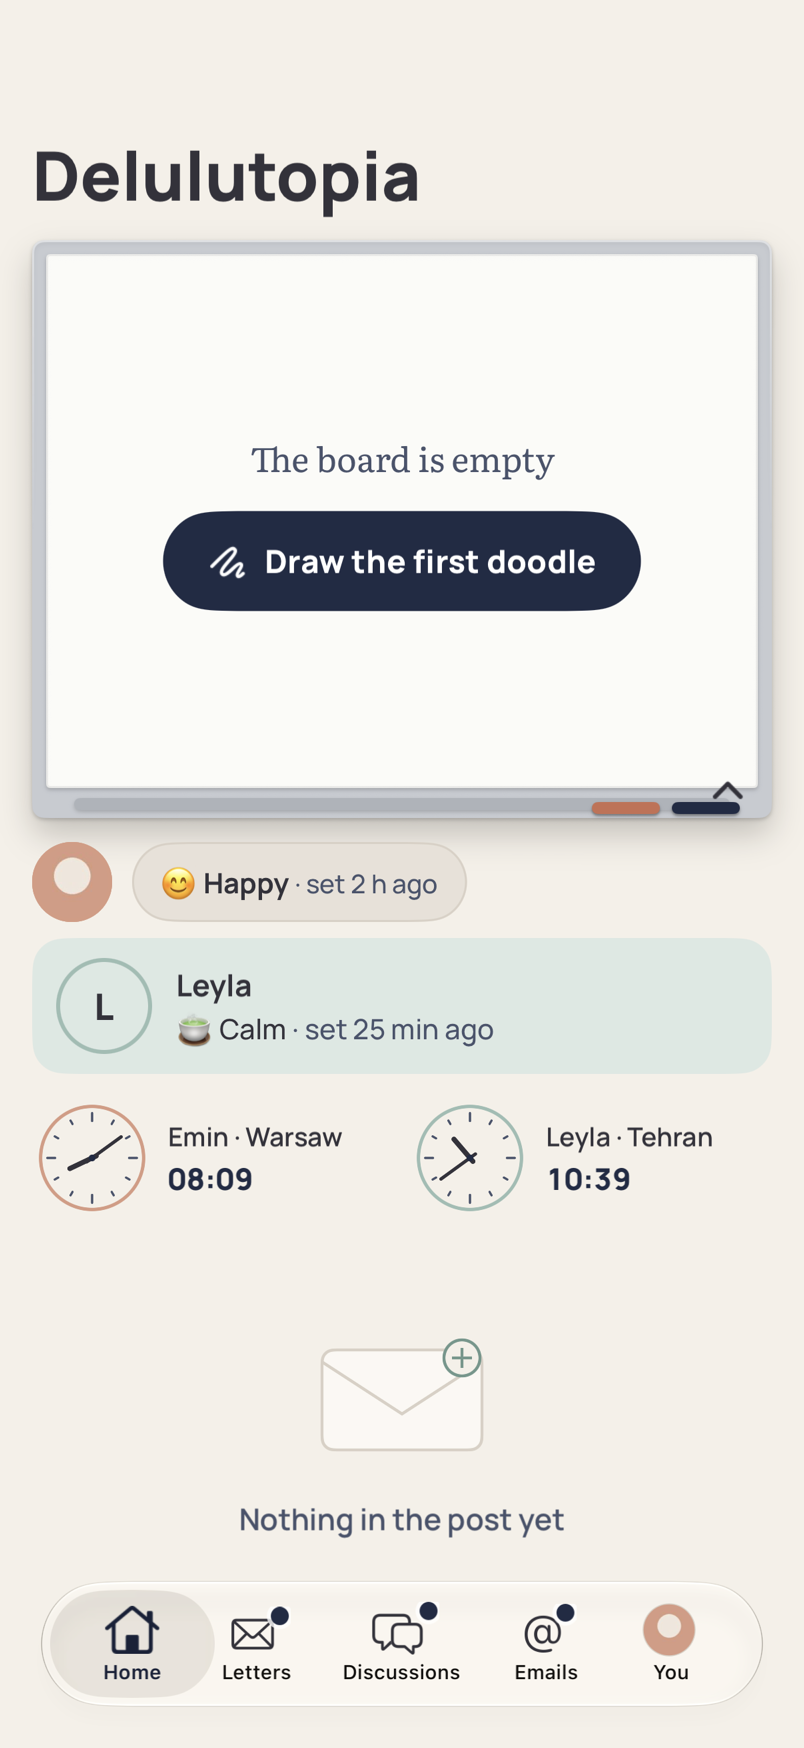 Delulutopia
The board is empty
Draw the first doodle
😊 Happy · set 2 h ago
L
Leyla
🍵 Calm · set 25 min ago
Emin · Warsaw
08:09
Leyla · Tehran
10:39
Nothing in the post yet
Home
Letters
Discussions
Emails
You